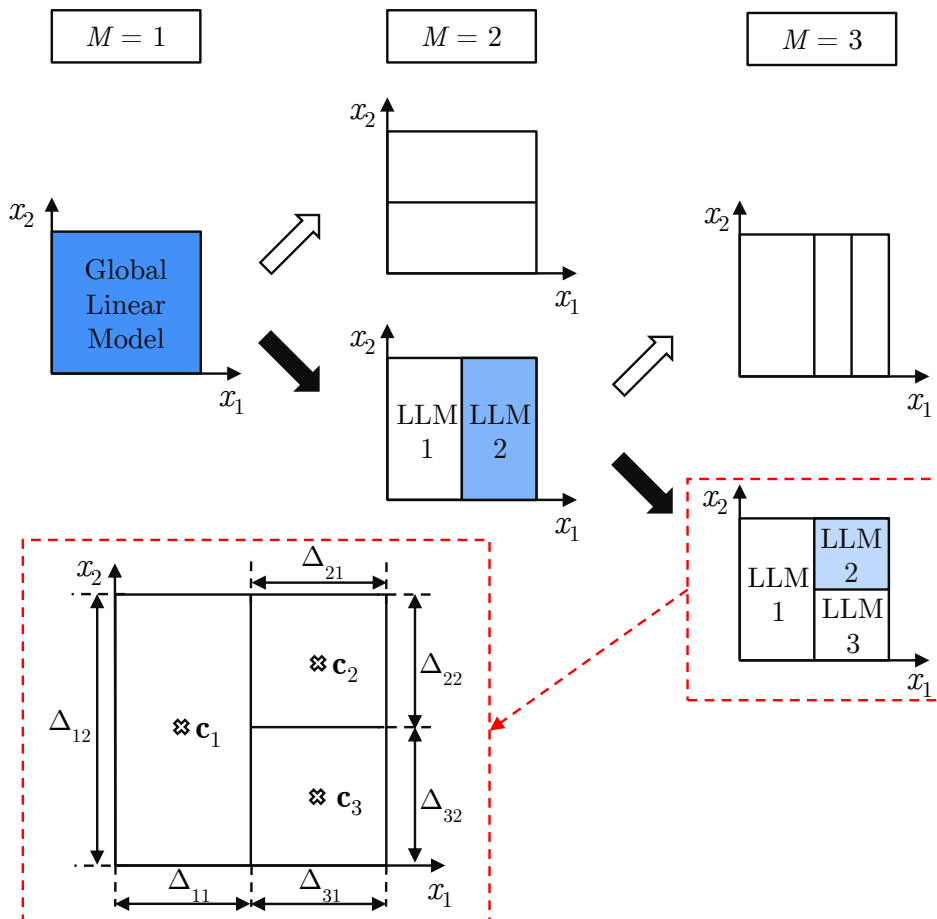 M = 1
M = 2
M = 3
x₂
x₁
x₂
Global
Linear
Model
x₁
x₂
x₁
x₂
LLM
1
LLM
2
x₁
x₂
LLM
1
LLM
2
LLM
3
x₁
Δ₂₁
x₂
c₂
Δ₂₂
Δ₁₂
c₁
c₃
Δ₃₂
Δ₁₁
Δ₃₁
x₁